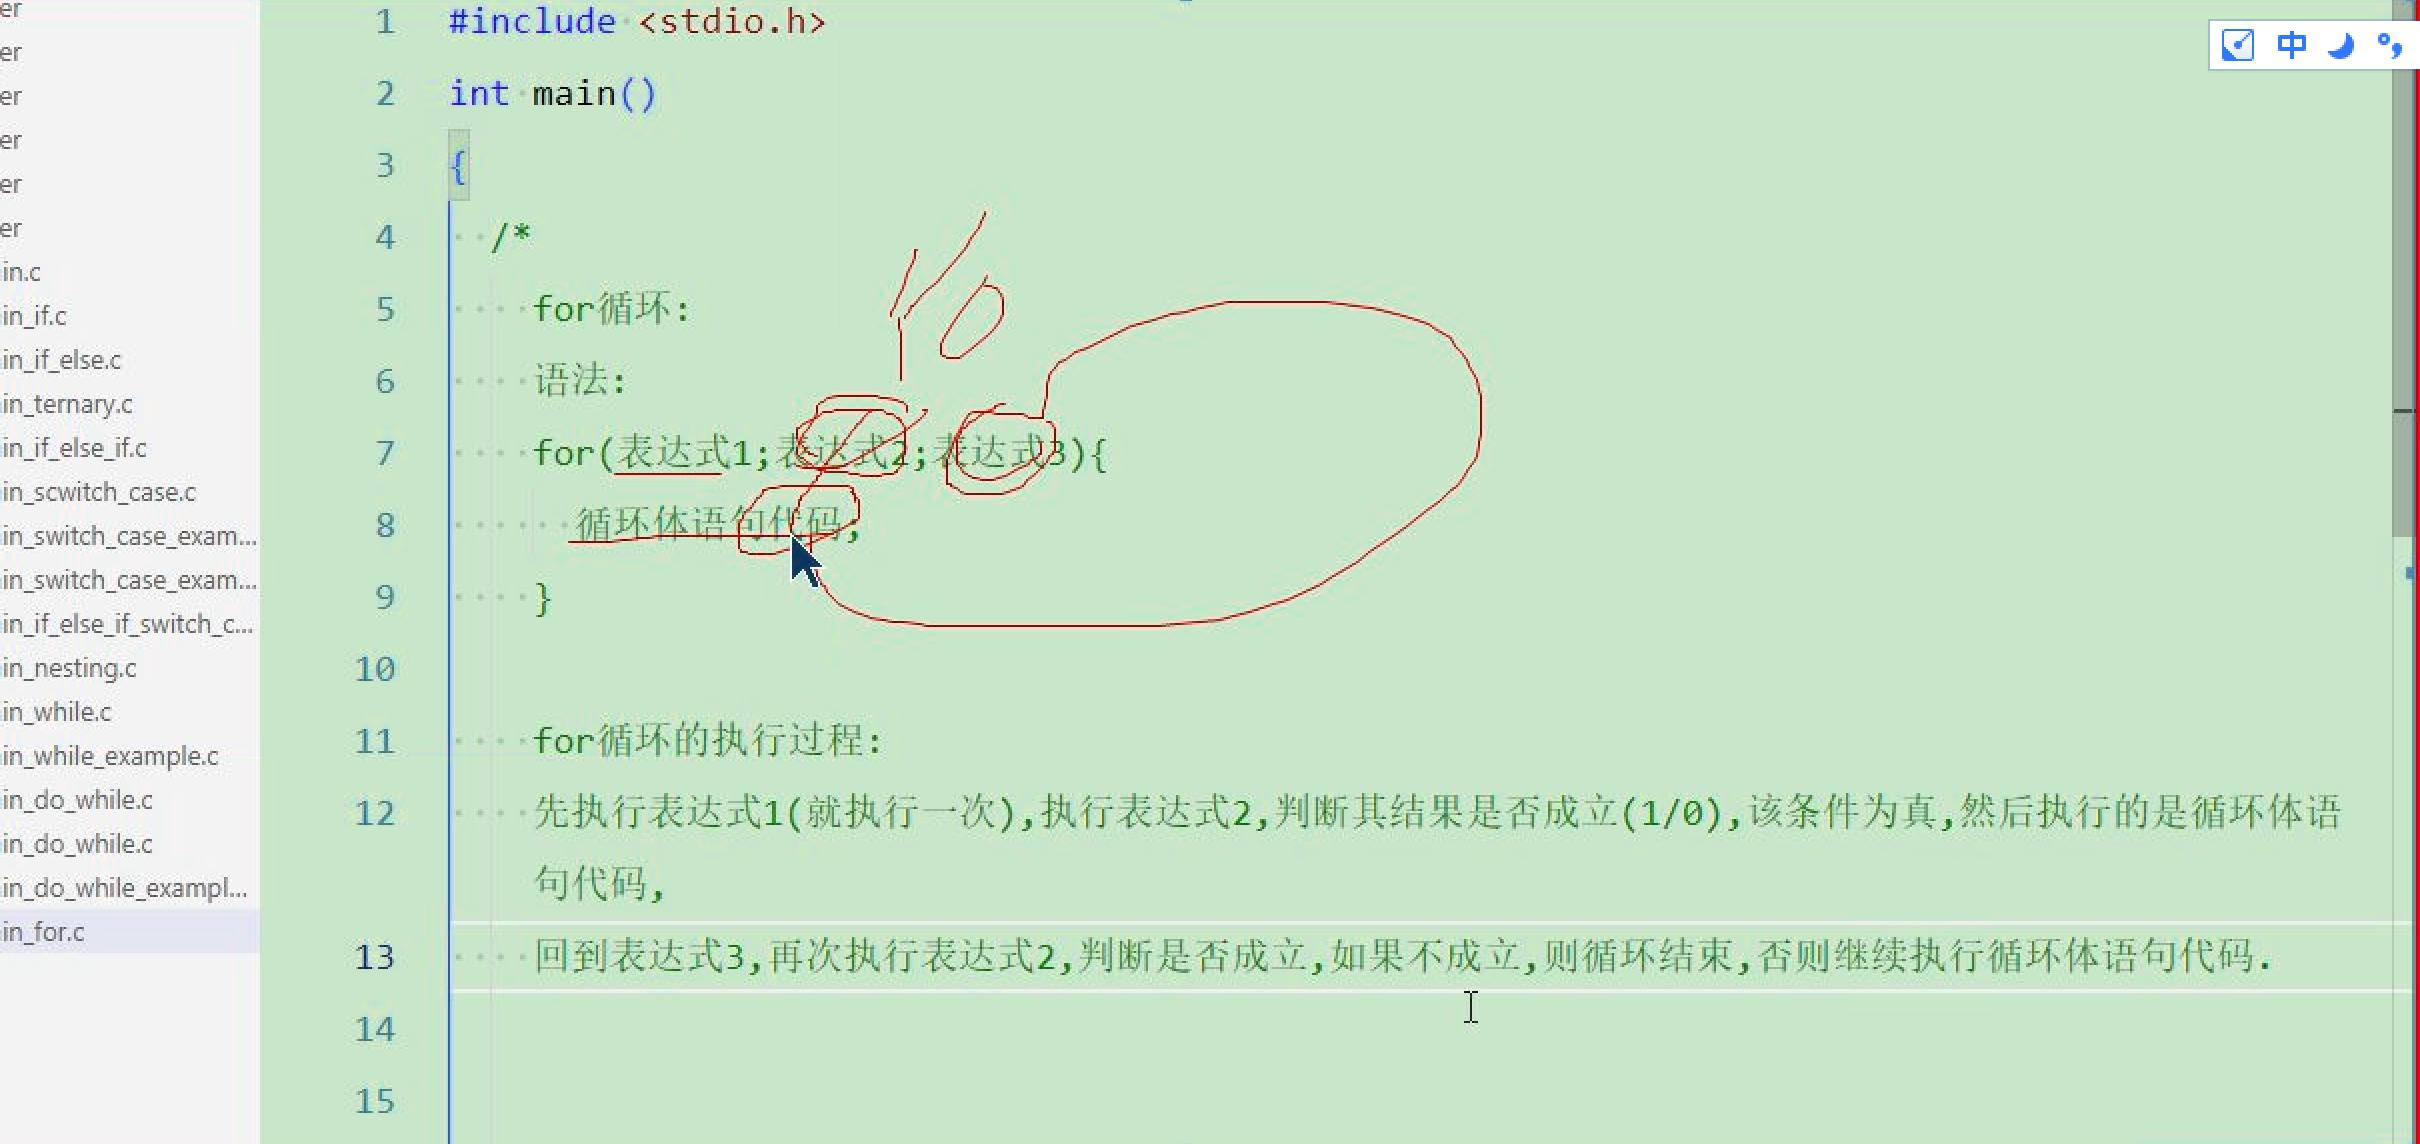 er
er
er
er
er
er
in.c
in_if.c
in_if_else.c
in_ternary.c
in_if_else_if.c
in_scwitch_case.c
in_switch_case_exam...
in_switch_case_exam...
in_if_else_if_switch_c...
in_nesting.c
in_while.c
in_while_example.c
in_do_while.c
in_do_while.c
in_do_while_exampl...
in_for.c
1 #include <stdio.h>
2 int main()
3 {
4 /*
5 for循环:
6 语法:
7 for(表达式1;表达式2;表达式3){
8 循环体语句代码;
9 }
10
11 for循环的执行过程:
12 先执行表达式1(就执行一次),执行表达式2,判断其结果是否成立(1/0),该条件为真,然后执行的是循环体语
句代码,
13 回到表达式3,再次执行表达式2,判断是否成立,如果不成立,则循环结束,否则继续执行循环体语句代码.
14
15
中